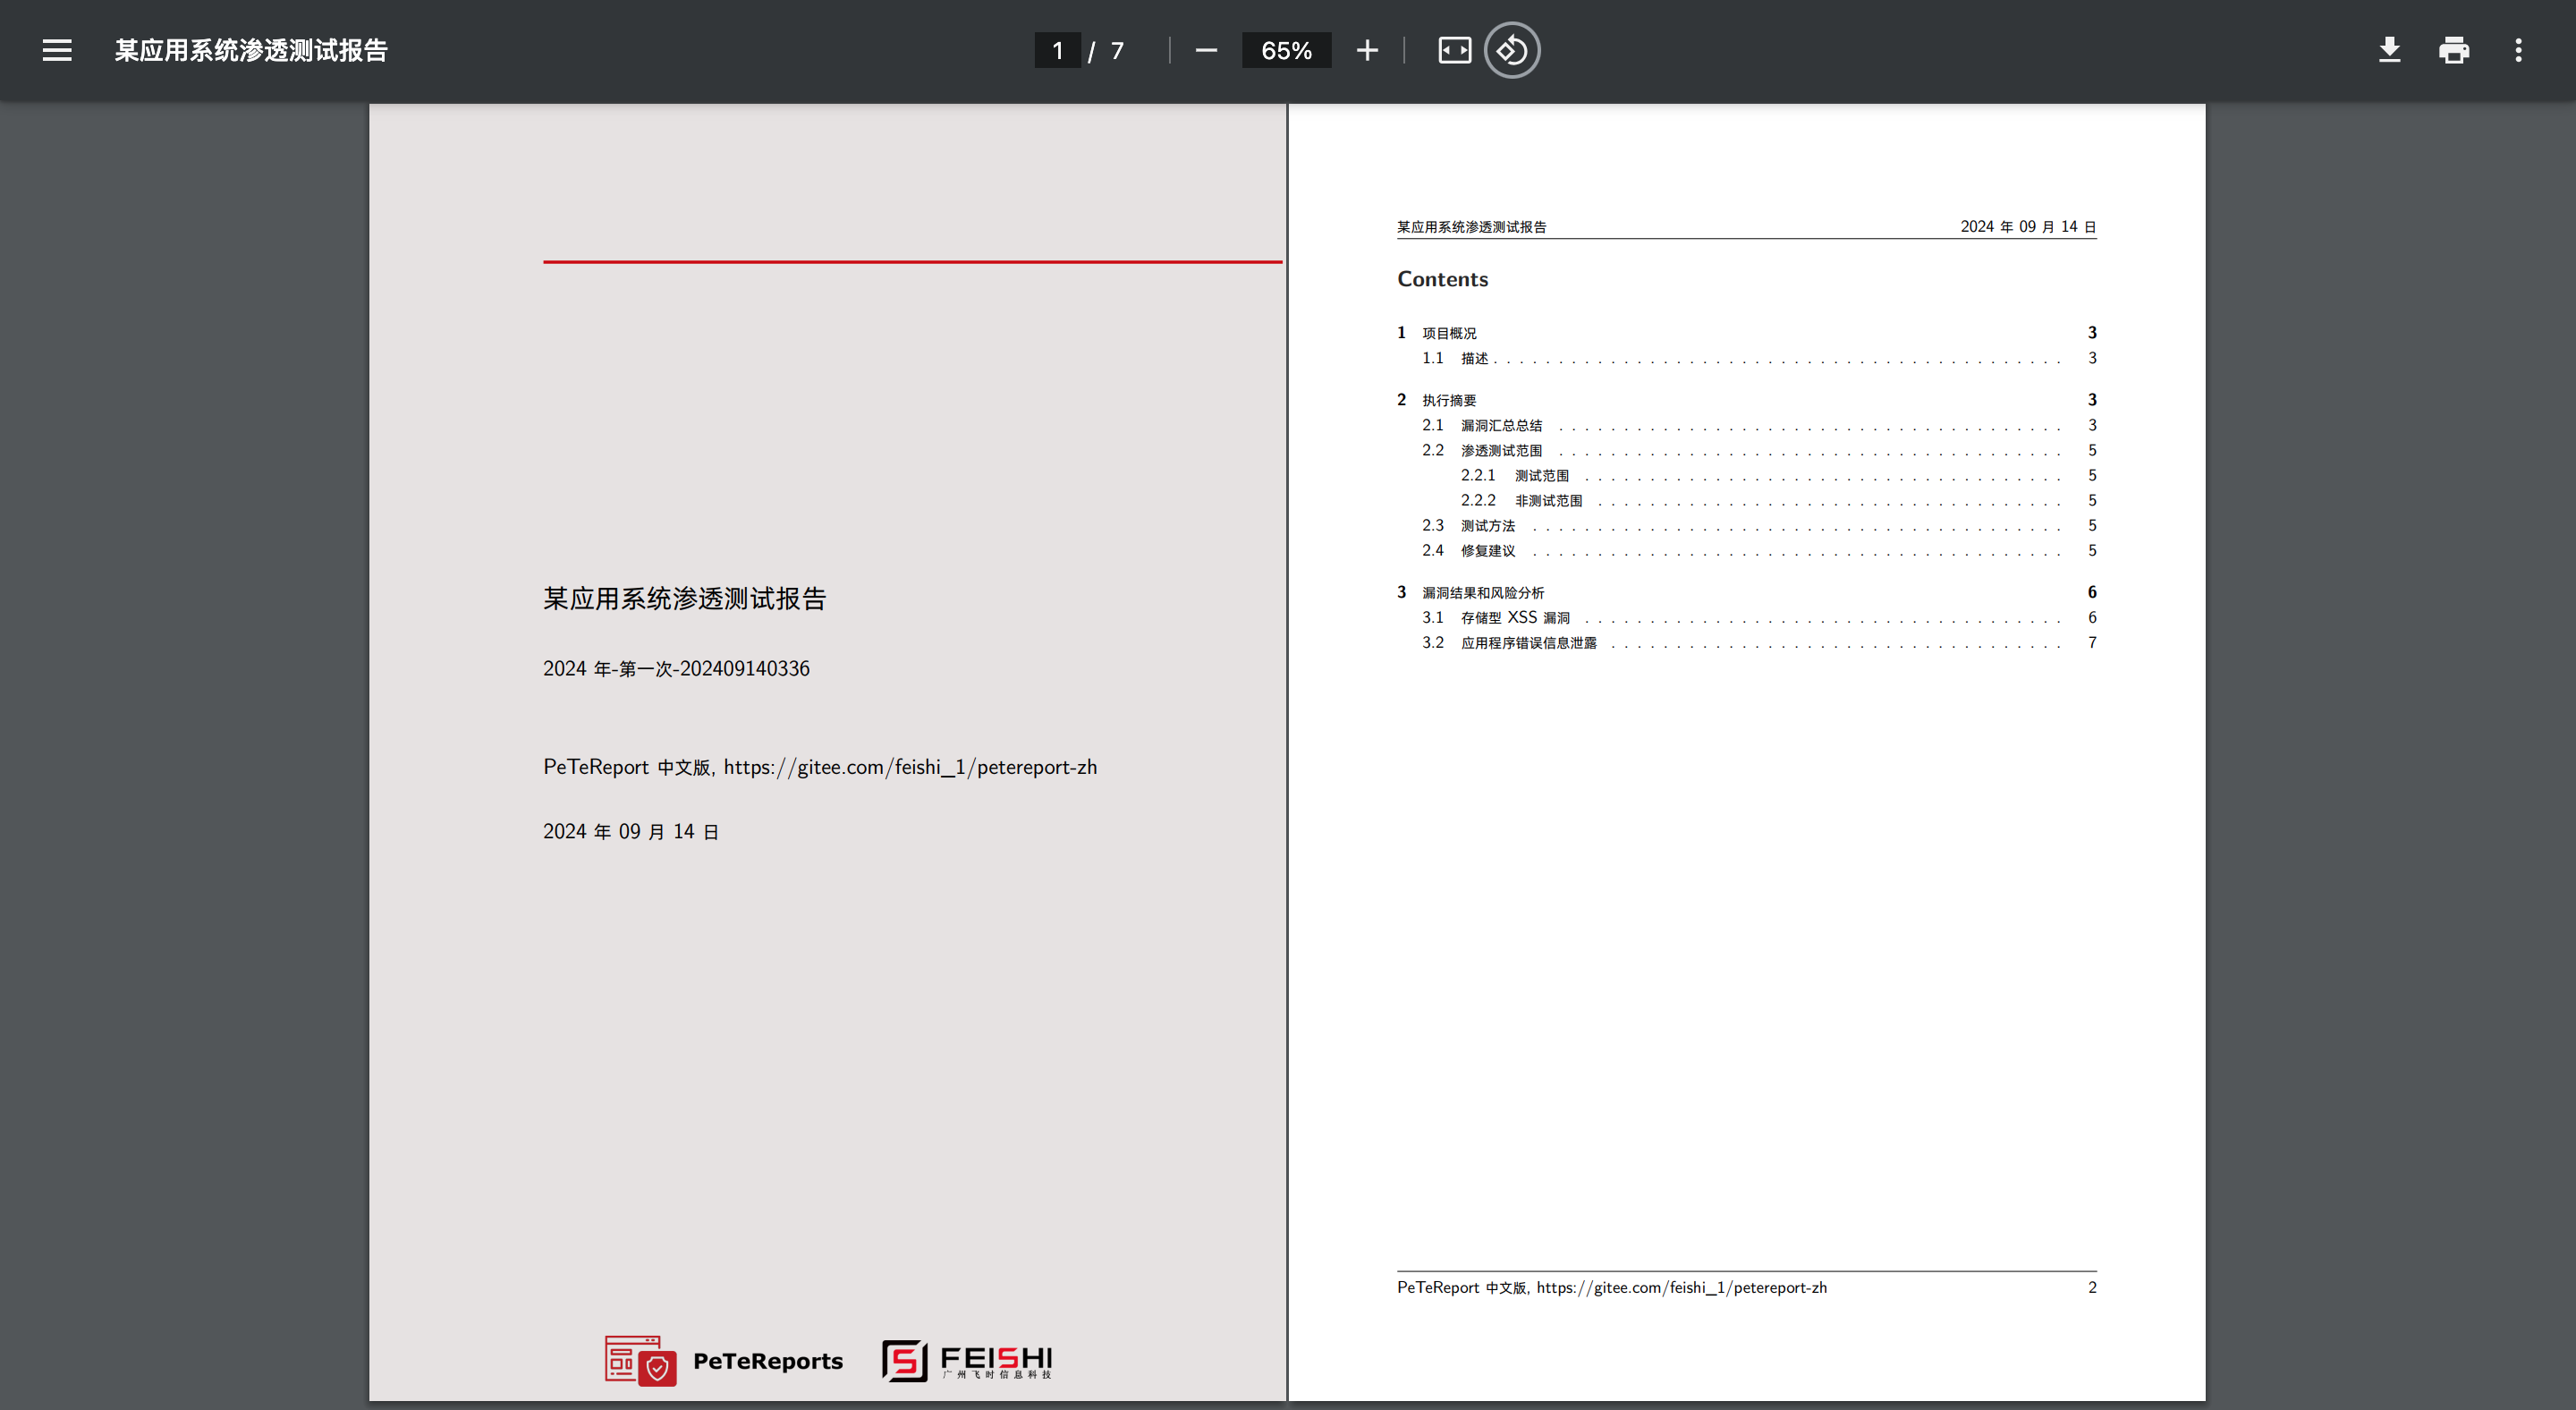 某应用系统渗透测试报告
1 / 7
65%
某应用系统渗透测试报告
2024 年-第一次-202409140336
PeTeReport 中文版, https://gitee.com/feishi_1/petereport-zh
2024 年 09 月 14 日
PeTeReports
FEISHI
广州飞时信息科技
某应用系统渗透测试报告 2024 年 09 月 14 日
Contents
1 项目概况 3
1.1 描述 . . . . . . . . . . . . . . . . . . . . . . . . . . . . . . . . . . . . . . . . . . . . 3
2 执行摘要 3
2.1 漏洞汇总总结 . . . . . . . . . . . . . . . . . . . . . . . . . . . . . . . . . . . . . . . 3
2.2 渗透测试范围 . . . . . . . . . . . . . . . . . . . . . . . . . . . . . . . . . . . . . . . 5
2.2.1 测试范围 . . . . . . . . . . . . . . . . . . . . . . . . . . . . . . . . . . . . . 5
2.2.2 非测试范围 . . . . . . . . . . . . . . . . . . . . . . . . . . . . . . . . . . . . 5
2.3 测试方法 . . . . . . . . . . . . . . . . . . . . . . . . . . . . . . . . . . . . . . . . . 5
2.4 修复建议 . . . . . . . . . . . . . . . . . . . . . . . . . . . . . . . . . . . . . . . . . 5
3 漏洞结果和风险分析 6
3.1 存储型 XSS 漏洞 . . . . . . . . . . . . . . . . . . . . . . . . . . . . . . . . . . . . . 6
3.2 应用程序错误信息泄露 . . . . . . . . . . . . . . . . . . . . . . . . . . . . . . . . . . . 7
PeTeReport 中文版, https://gitee.com/feishi_1/petereport-zh 2